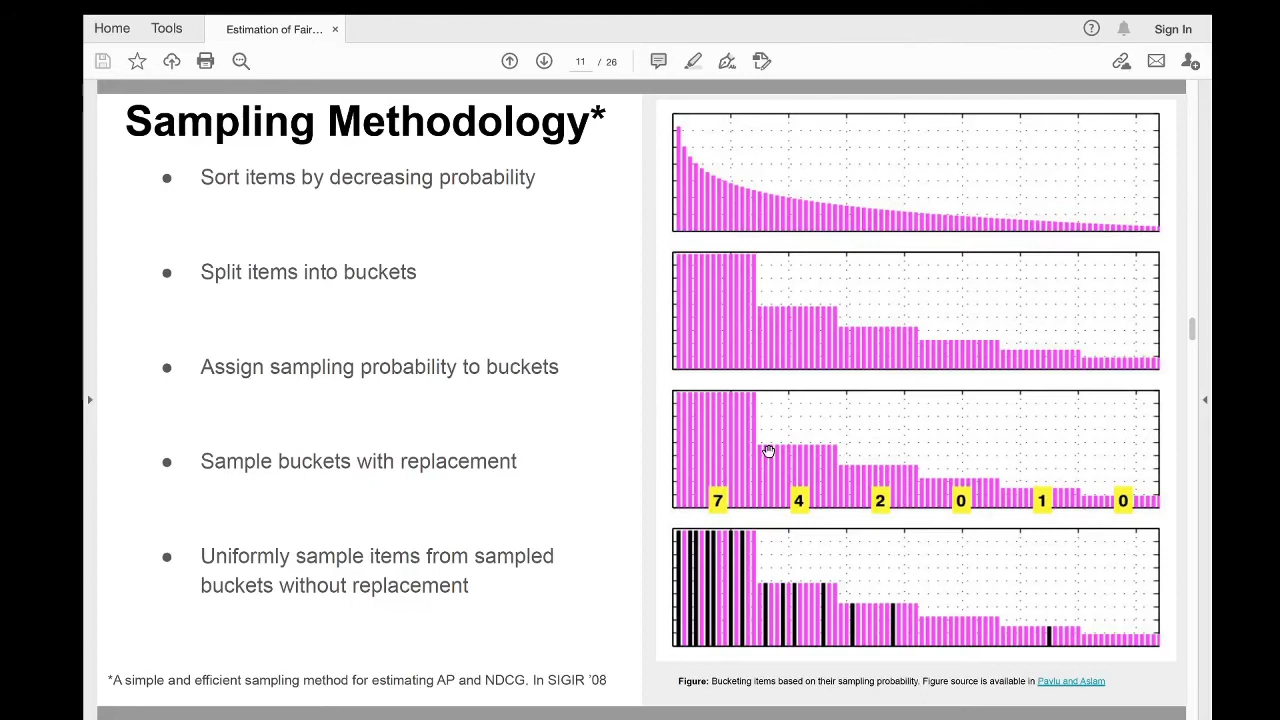 Home Tools Estimation of Fair... × Sign In
11 / 26
Sampling Methodology*
● Sort items by decreasing probability
● Split items into buckets
● Assign sampling probability to buckets
● Sample buckets with replacement
● Uniformly sample items from sampled
buckets without replacement
*A simple and efficient sampling method for estimating AP and NDCG. In SIGIR '08
7 4 2 0 1 0
Figure: Bucketing items based on their sampling probability. Figure source is available in Pavlu and Aslam